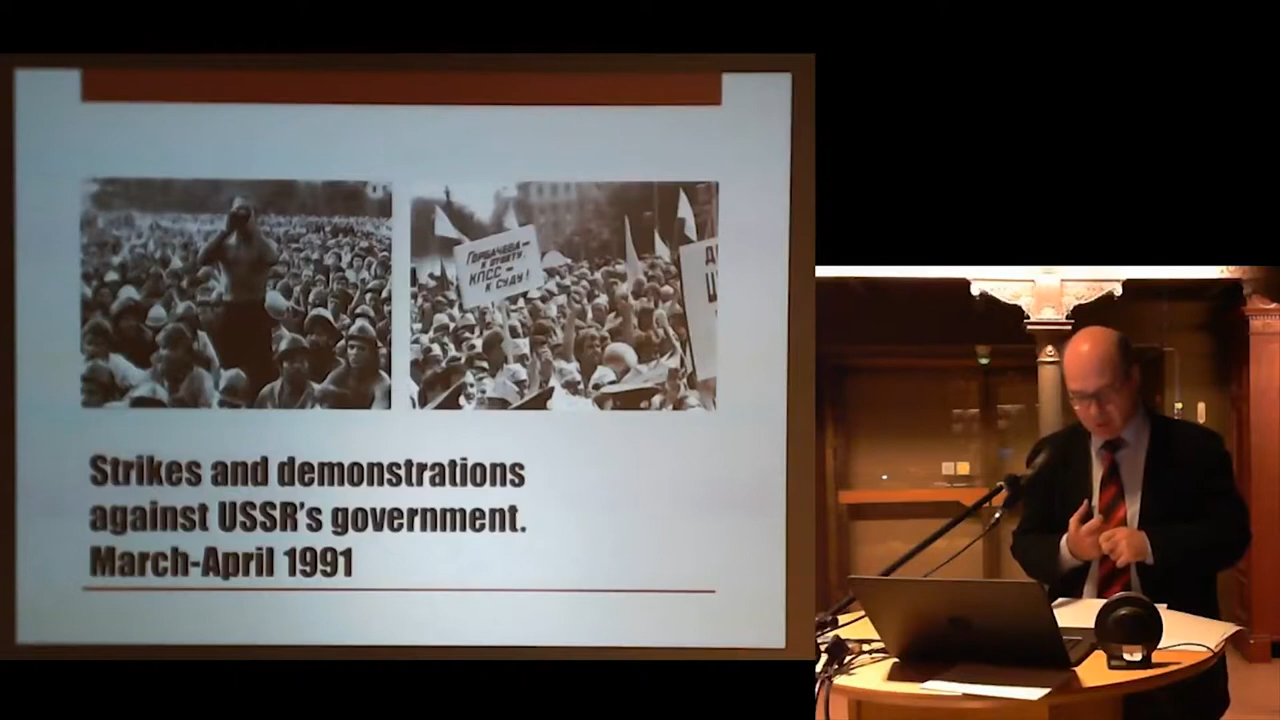 ГОРБАЧЕВА—
К ОТВЕТУ,
КПСС—
К СУДУ!
Strikes and demonstrations
against USSR's government.
March-April 1991